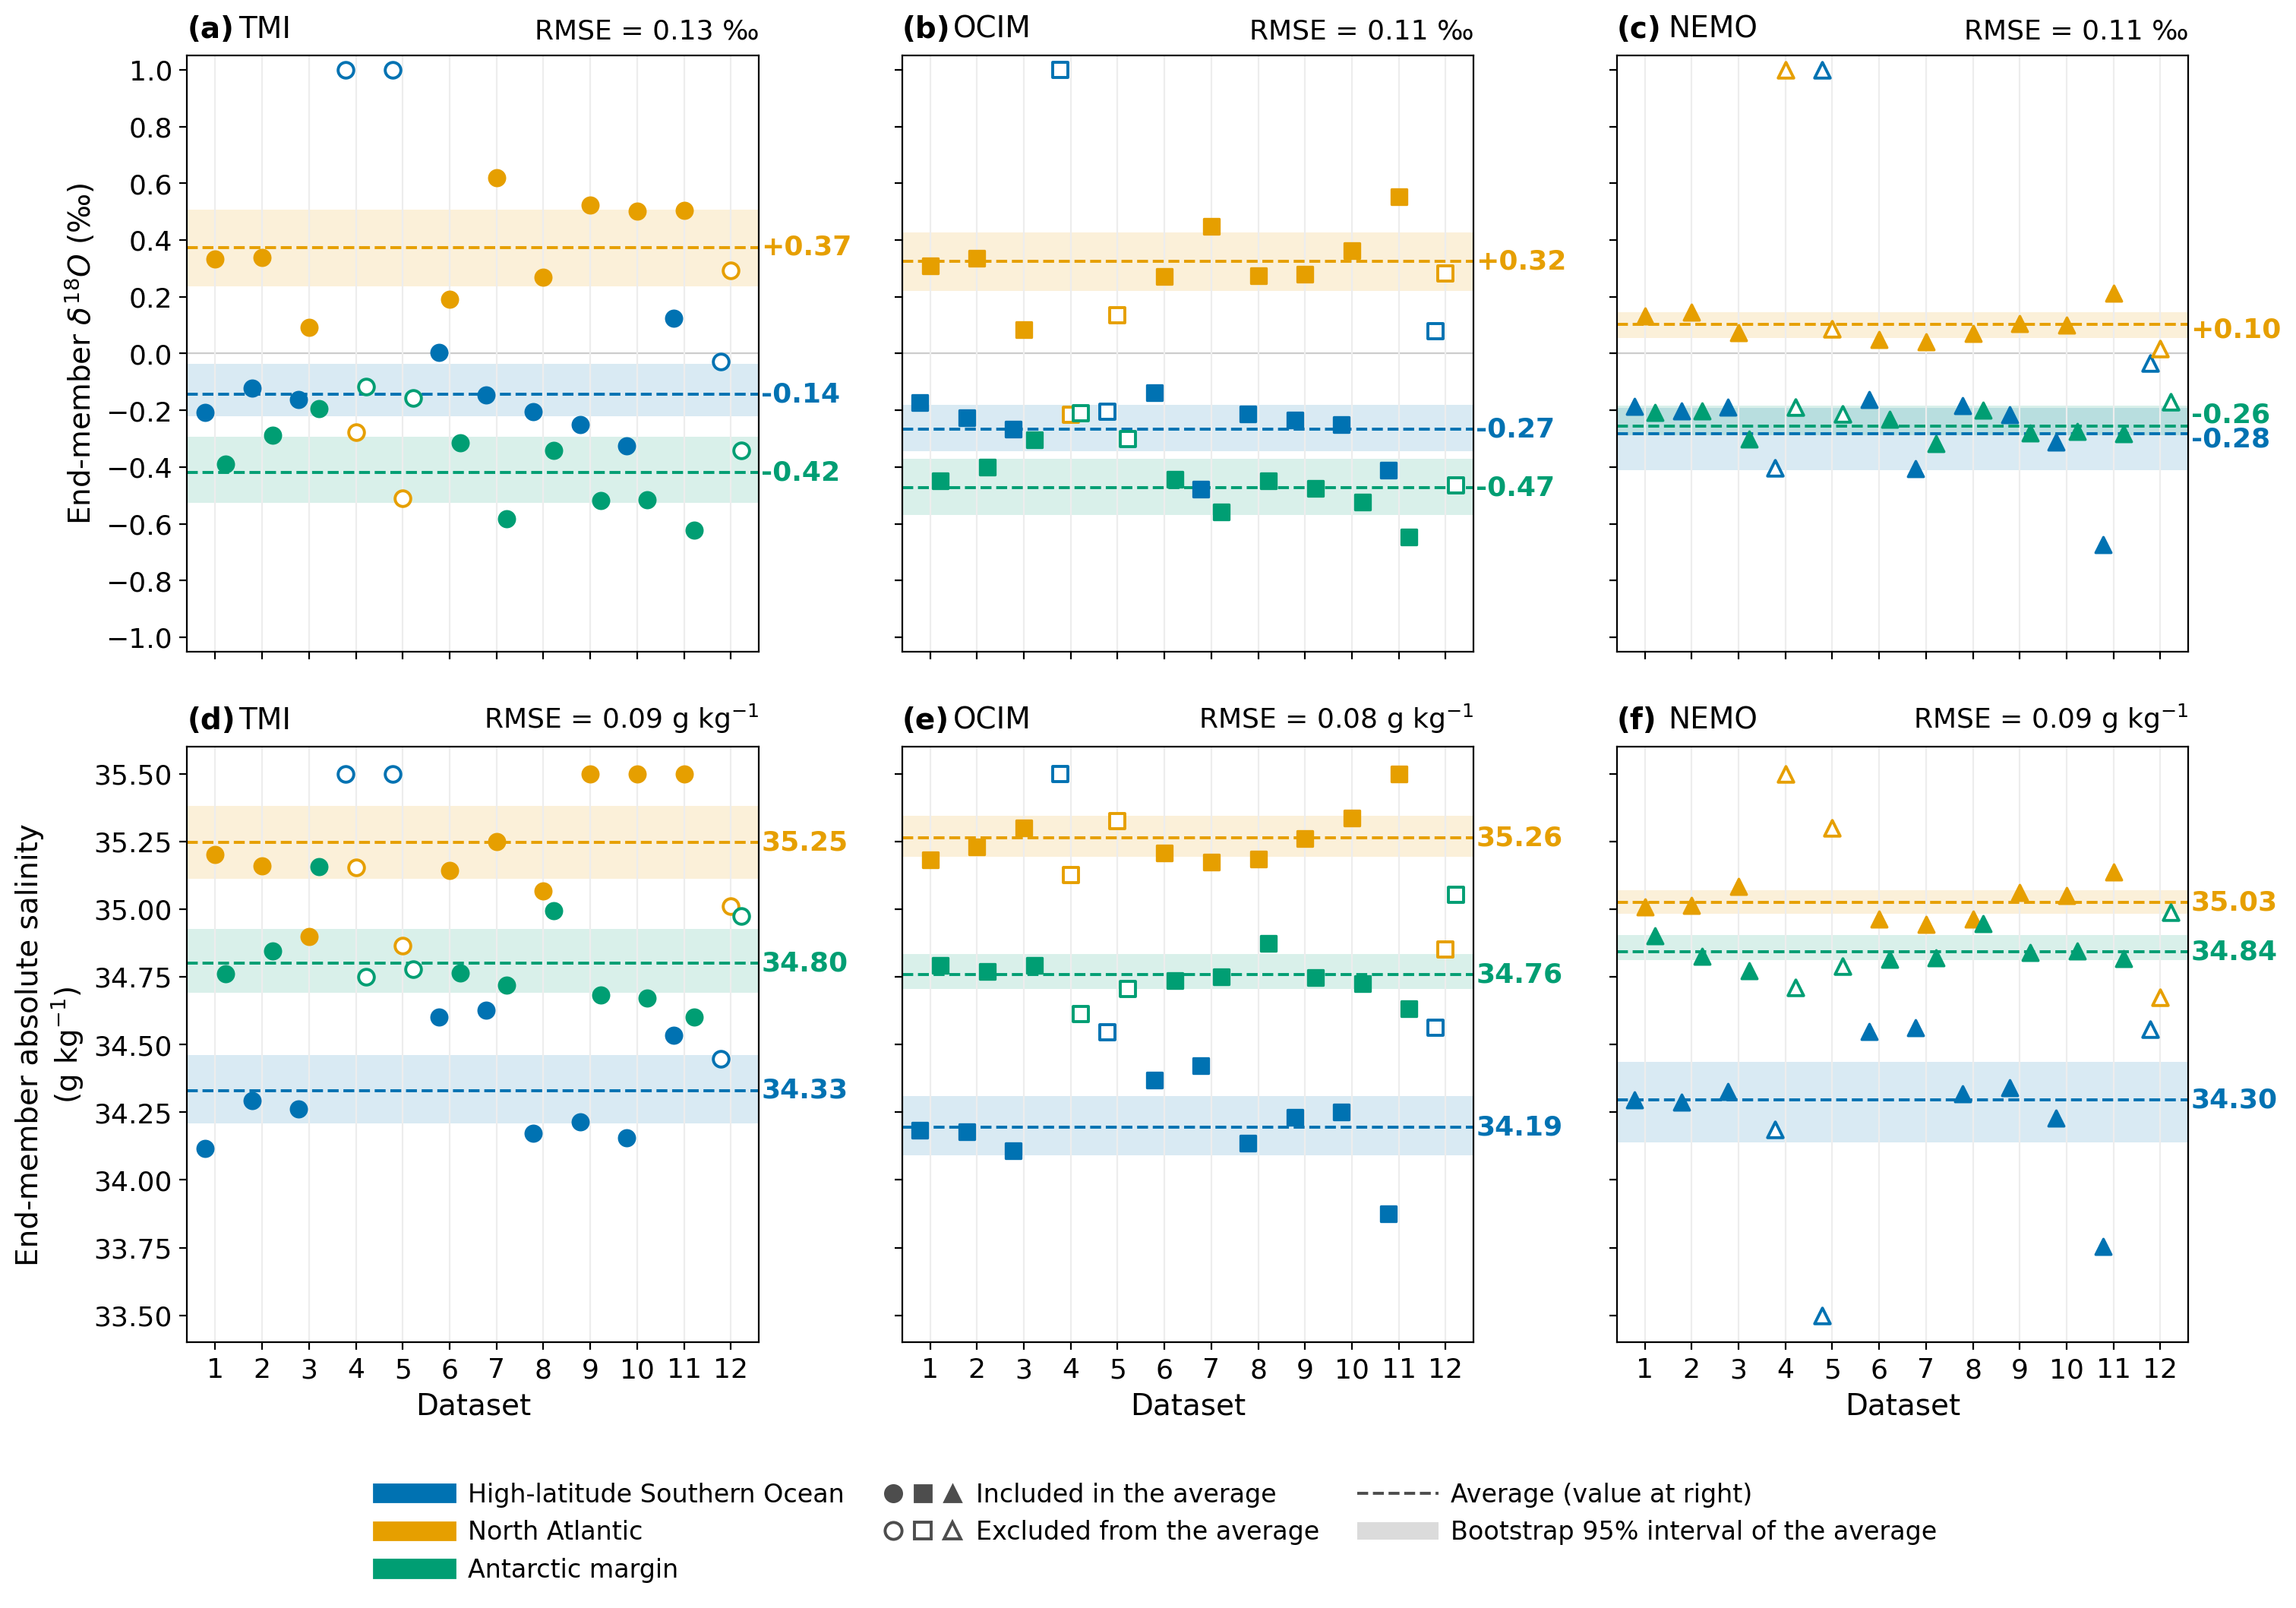 (a) TMI RMSE = 0.13 ‰
(b) OCIM RMSE = 0.11 ‰
(c) NEMO RMSE = 0.11 ‰
End-member δ¹⁸O (‰)
1.0
0.8
0.6
0.4
0.2
0.0
−0.2
−0.4
−0.6
−0.8
−1.0
+0.37
-0.14
-0.42
+0.32
-0.27
-0.47
+0.10
-0.26
-0.28
(d) TMI RMSE = 0.09 g kg⁻¹
(e) OCIM RMSE = 0.08 g kg⁻¹
(f) NEMO RMSE = 0.09 g kg⁻¹
End-member absolute salinity
(g kg⁻¹)
35.50
35.25
35.00
34.75
34.50
34.25
34.00
33.75
33.50
35.25
34.80
34.33
35.26
34.76
34.19
35.03
34.84
34.30
1 2 3 4 5 6 7 8 9 10 11 12
1 2 3 4 5 6 7 8 9 10 11 12
1 2 3 4 5 6 7 8 9 10 11 12
Dataset
Dataset
Dataset
High-latitude Southern Ocean
North Atlantic
Antarctic margin
Included in the average
Excluded from the average
Average (value at right)
Bootstrap 95% interval of the average